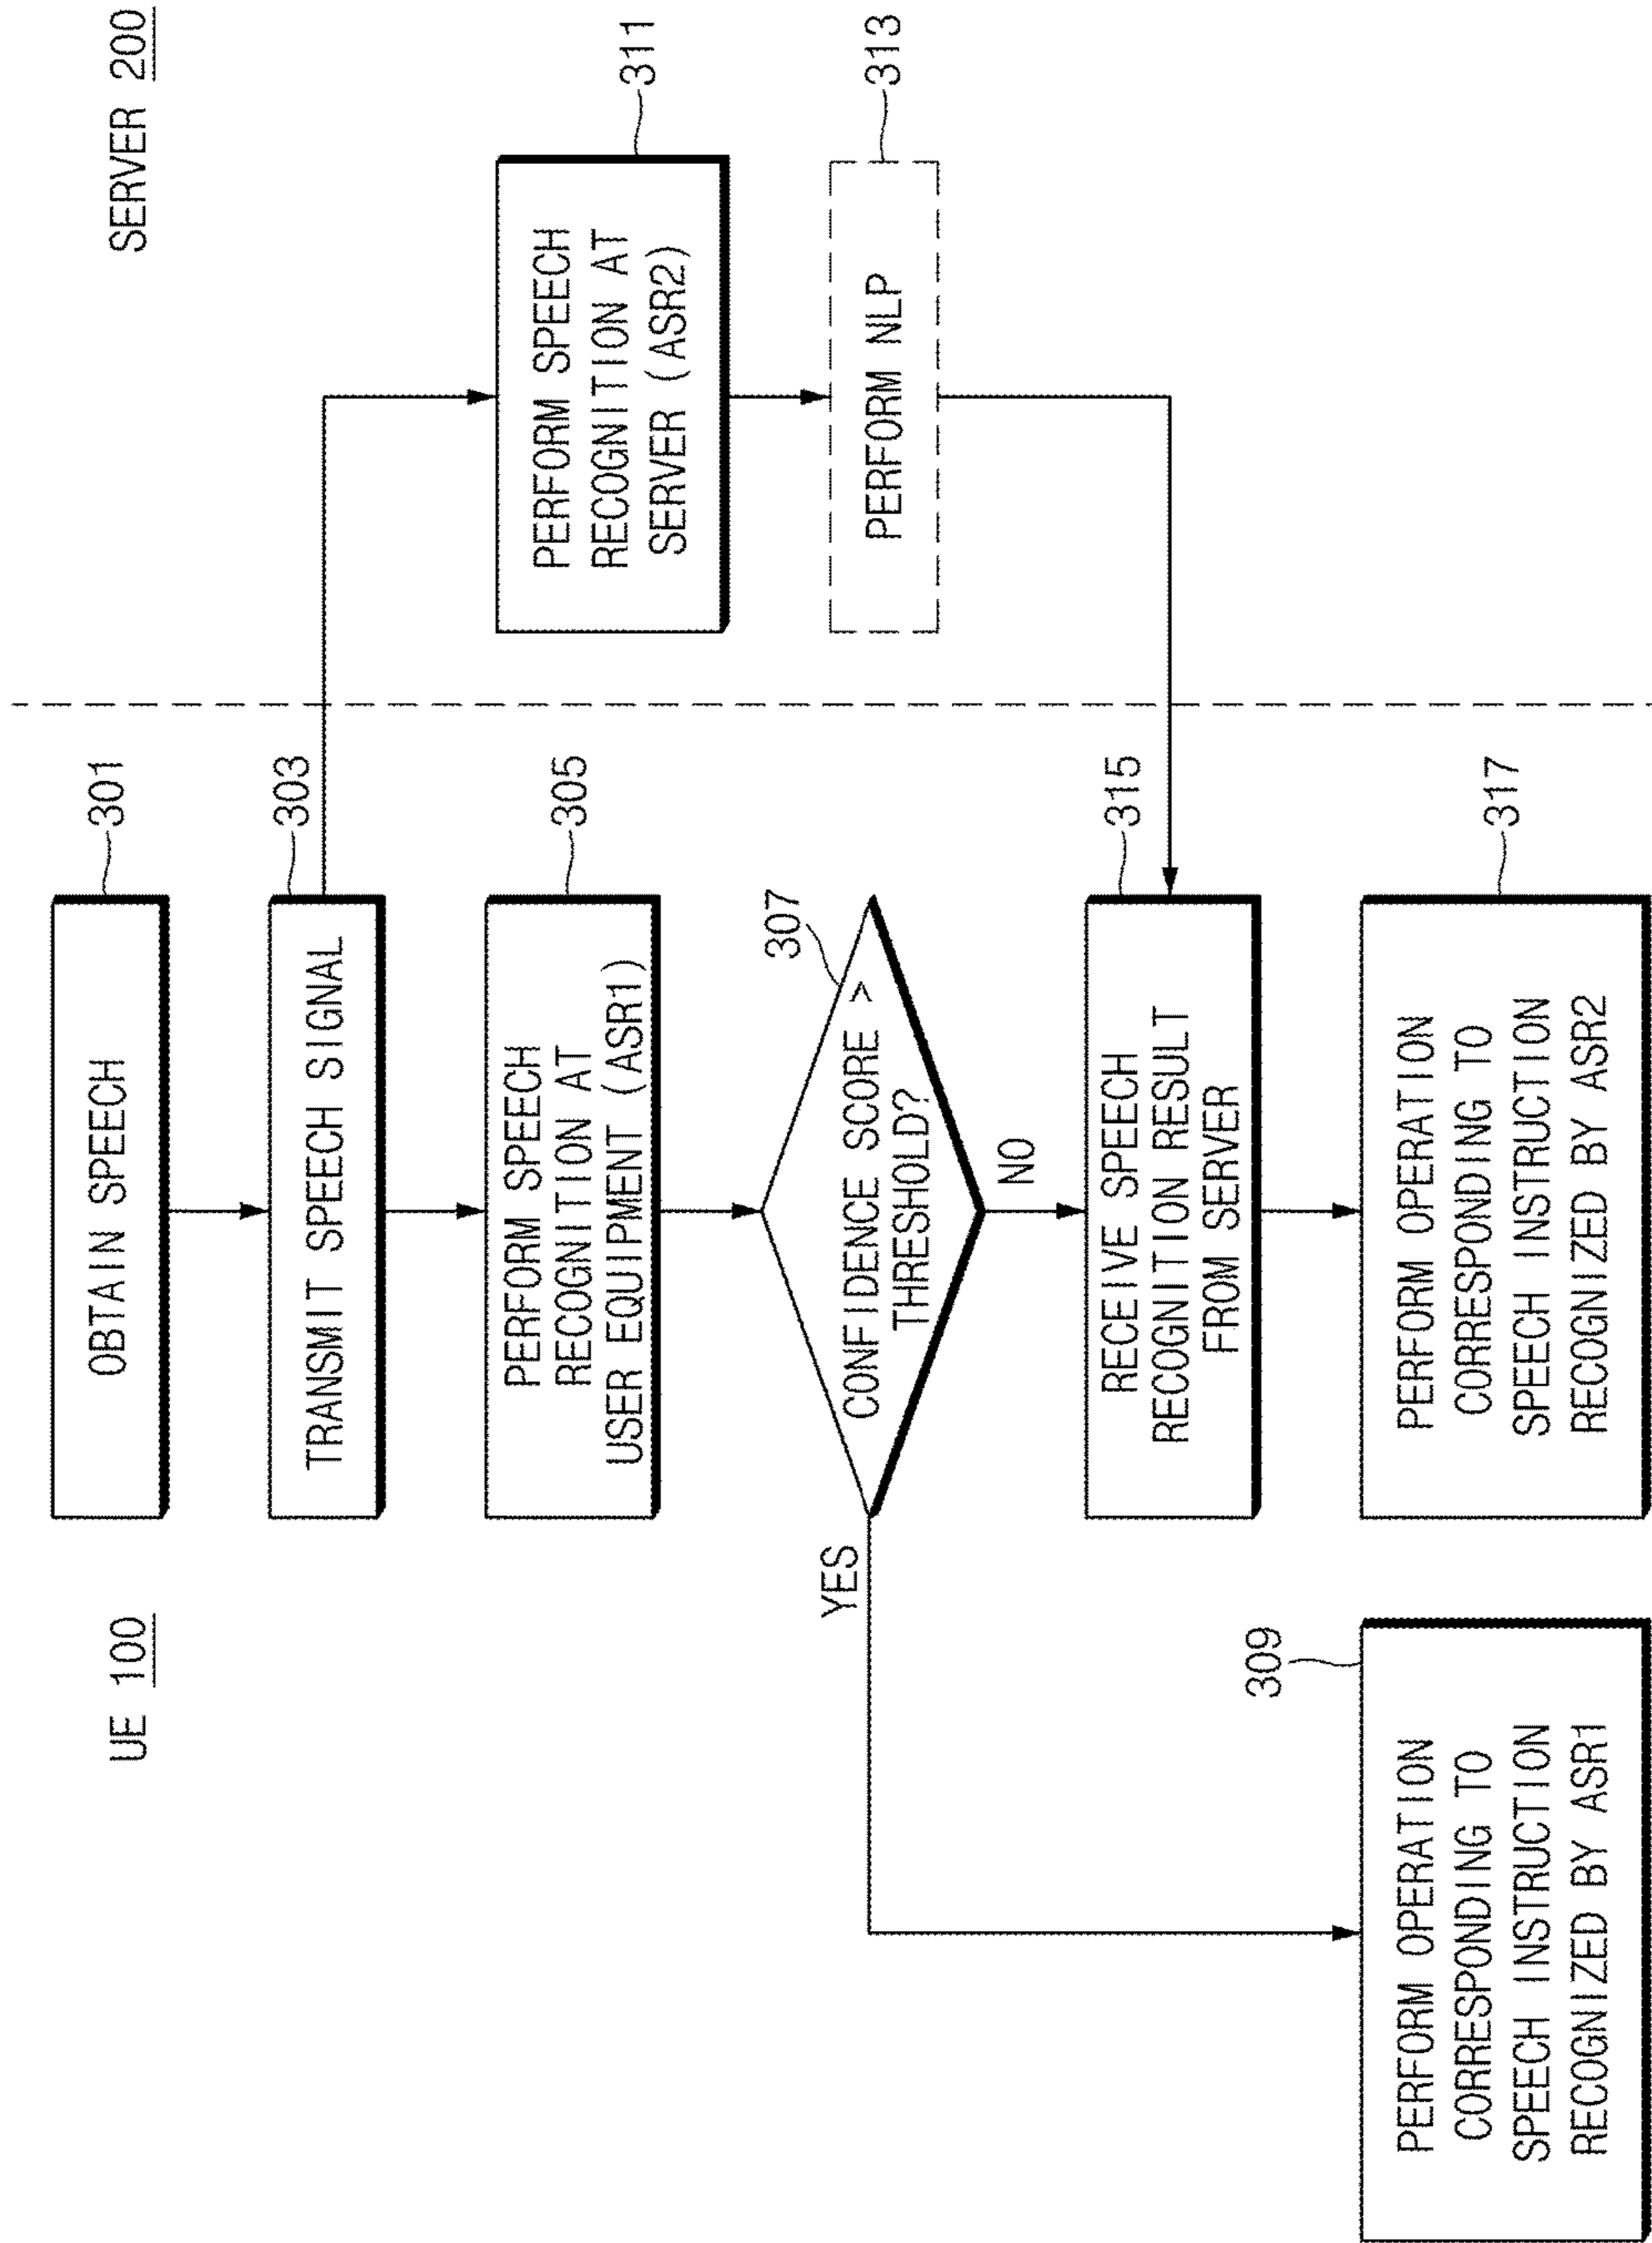 UE 100
SERVER 200
OBTAIN SPEECH
301
TRANSMIT SPEECH SIGNAL
303
PERFORM SPEECH
RECOGNITION AT
USER EQUIPMENT (ASR1)
305
PERFORM SPEECH
RECOGNITION AT
SERVER (ASR2)
311
CONFIDENCE SCORE >
THRESHOLD?
307
YES
NO
PERFORM NLP
313
RECEIVE SPEECH
RECOGNITION RESULT
FROM SERVER
315
PERFORM OPERATION
CORRESPONDING TO
SPEECH INSTRUCTION
RECOGNIZED BY ASR1
309
PERFORM OPERATION
CORRESPONDING TO
SPEECH INSTRUCTION
RECOGNIZED BY ASR2
317